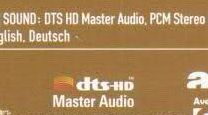 SOUND: DTS HD Master Audio, PCM Stereo
glish, Deutsch
dts-HD
Master Audio